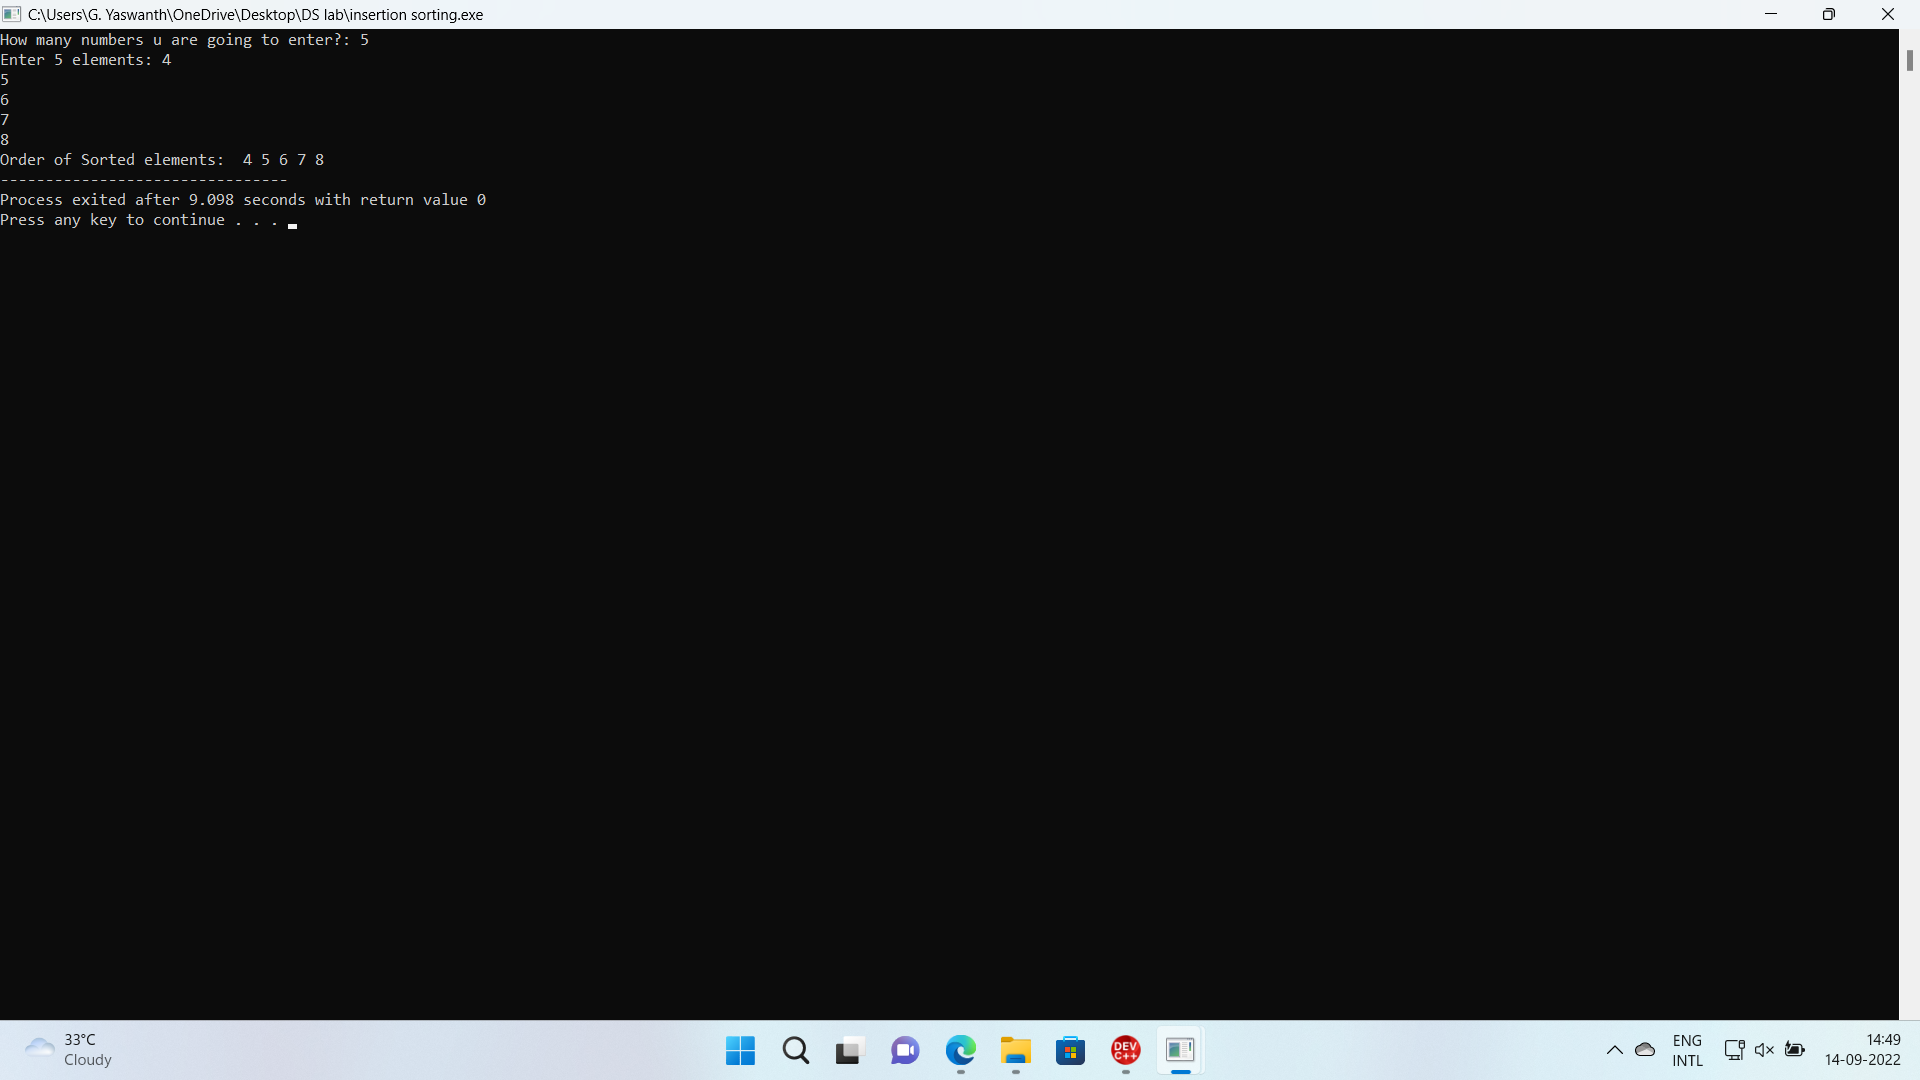 C:\Users\G. Yaswanth\OneDrive\Desktop\DS lab\insertion sorting.exe
How many numbers u are going to enter?: 5
Enter 5 elements: 4
5
6
7
8
Order of Sorted elements:  4 5 6 7 8
--------------------------------
Process exited after 9.098 seconds with return value 0
Press any key to continue . . .
33°C
Cloudy
DEV
C++
ENG
INTL
14:49
14-09-2022